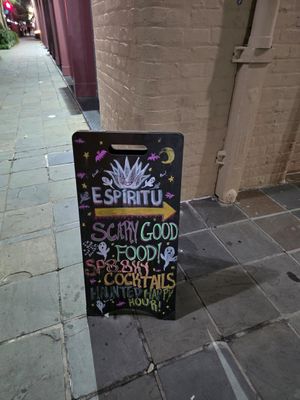 ESPIRITU
SCARY GOOD
FOOD!
SPOOKY
COCKTAILS
HAUNTED HAPPY
HOUR!